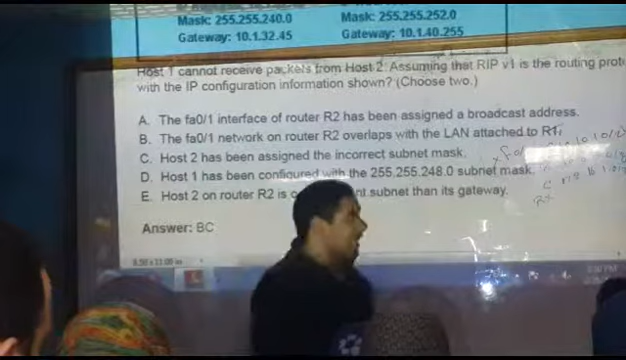 Mask: 255.255.240.0
Mask: 255.255.252.0
Gateway: 10.1.32.45
Gateway: 10.1.40.255
Host 1 cannot receive packets from Host 2. Assuming that RIP v1 is the routing
with the IP configuration information shown? (Choose two.)
A. The fa0/1 interface of router R2 has been assigned a broadcast address.
B. The fa0/1 network on router R2 overlaps with the LAN attached to R1.
C. Host 2 has been assigned the incorrect subnet mask.
D. Host 1 has been configured with the 255.255.248.0 subnet mask.
E. Host 2 on router R2 is subnet than its gateway.
Answer: BC